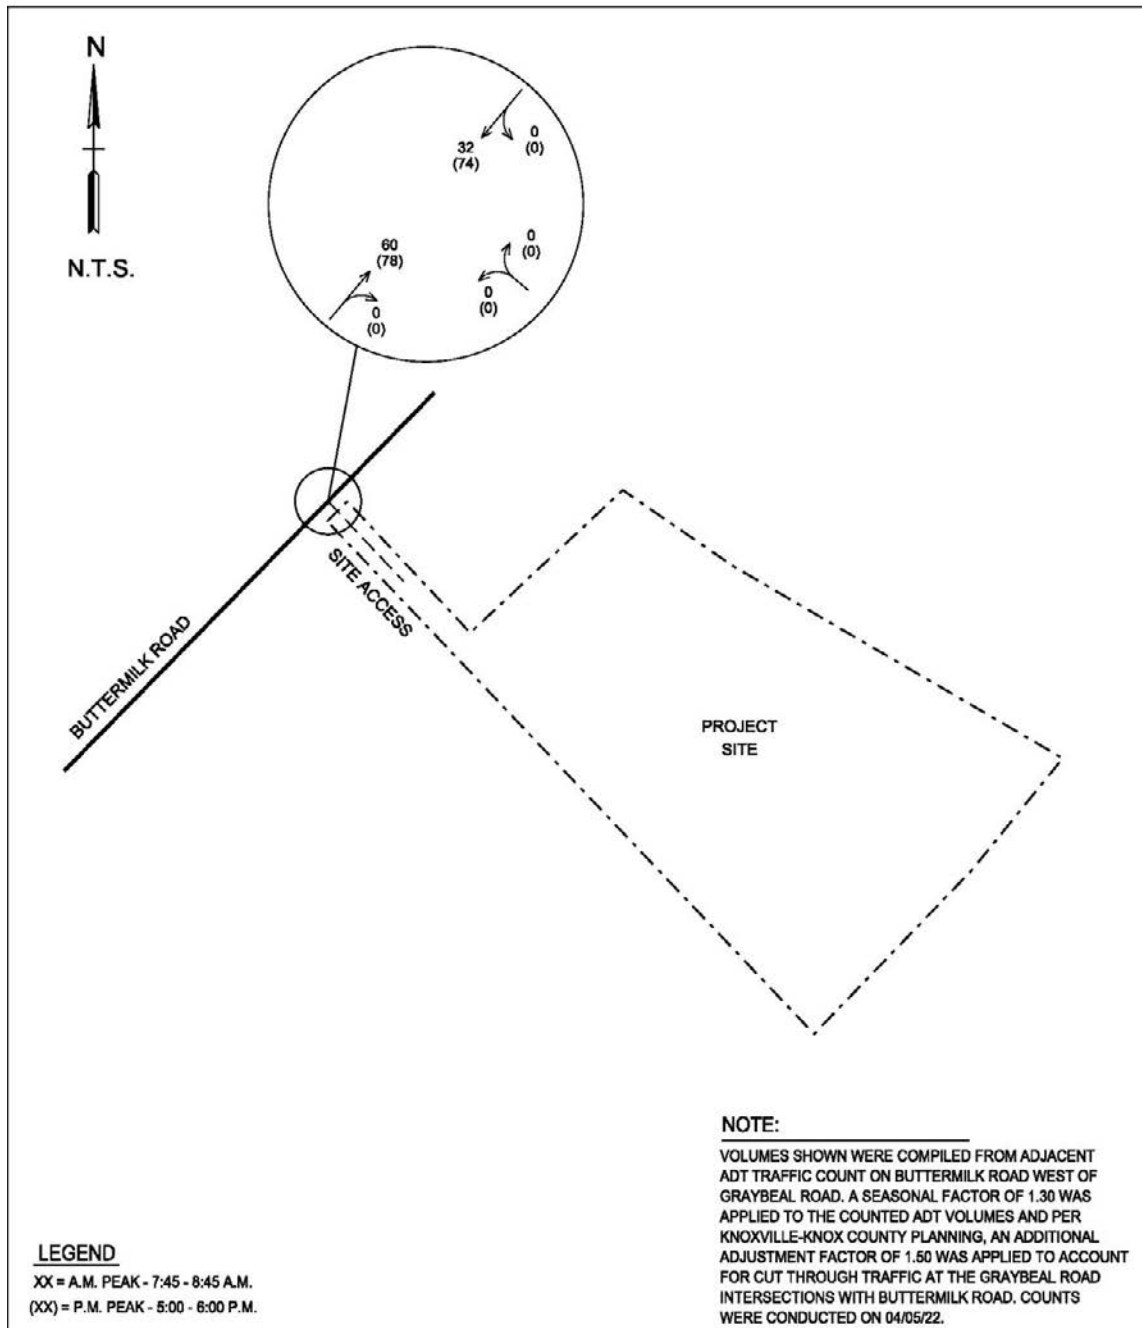 N
N.T.S.
32
(74)
0
(0)
60
(78)
0
(0)
0
(0)
0
(0)
SITE ACCESS
BUTTERMILK ROAD
PROJECT
SITE
NOTE:
VOLUMES SHOWN WERE COMPILED FROM ADJACENT
ADT TRAFFIC COUNT ON BUTTERMILK ROAD WEST OF
GRAYBEAL ROAD. A SEASONAL FACTOR OF 1.30 WAS
APPLIED TO THE COUNTED ADT VOLUMES AND PER
KNOXVILLE-KNOX COUNTY PLANNING, AN ADDITIONAL
ADJUSTMENT FACTOR OF 1.50 WAS APPLIED TO ACCOUNT
FOR CUT THROUGH TRAFFIC AT THE GRAYBEAL ROAD
INTERSECTIONS WITH BUTTERMILK ROAD. COUNTS
WERE CONDUCTED ON 04/05/22.
LEGEND
XX = A.M. PEAK - 7:45 - 8:45 A.M.
(XX) = P.M. PEAK - 5:00 - 6:00 P.M.